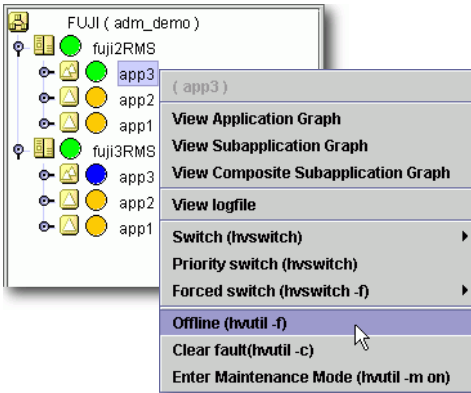 FUJI ( adm_demo )
fuji2RMS
app3
app2
app1
fuji3RMS
app3
app2
app1
( app3 )
View Application Graph
View Subapplication Graph
View Composite Subapplication Graph
View logfile
Switch (hvswitch)
Priority switch (hvswitch)
Forced switch (hvswitch -f)
Offline (hvutil -f)
Clear fault(hvutil -c)
Enter Maintenance Mode (hvutil -m on)